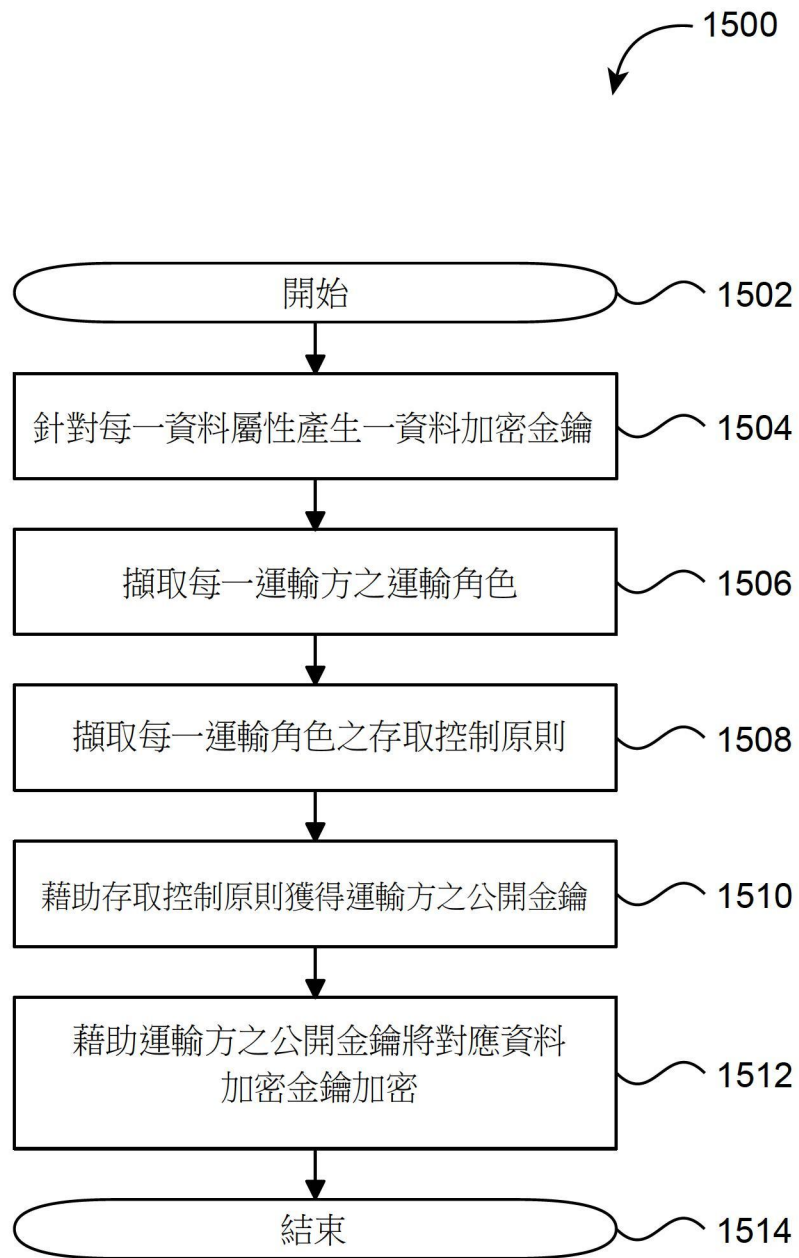 1500
開始
1502
針對每一資料屬性產生一資料加密金鑰
1504
擷取每一運輸方之運輸角色
1506
擷取每一運輸角色之存取控制原則
1508
藉助存取控制原則獲得運輸方之公開金鑰
1510
藉助運輸方之公開金鑰將對應資料
加密金鑰加密
1512
結束
1514